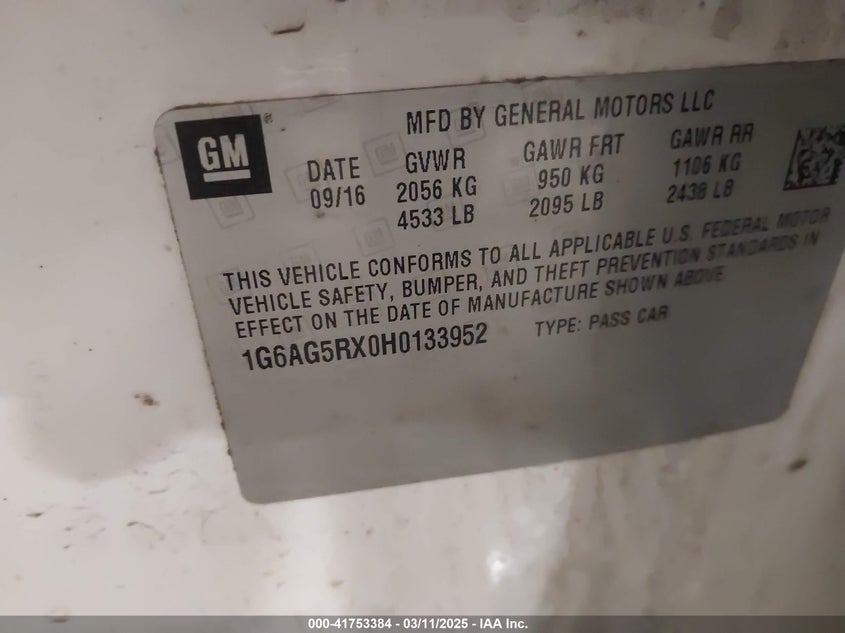 GM®
MFD BY GENERAL MOTORS LLC
DATE GVWR GAWR FRT GAWR RR
09/16 2056 KG 950 KG 1106 KG
4533 LB 2095 LB 2438 LB
THIS VEHICLE CONFORMS TO ALL APPLICABLE U.S. FEDERAL MOTOR
VEHICLE SAFETY, BUMPER, AND THEFT PREVENTION STANDARDS IN
EFFECT ON THE DATE OF MANUFACTURE SHOWN ABOVE
1G6AG5RX0H0133952 TYPE: PASS CAR
000-41753384 - 03/11/2025 - IAA Inc.